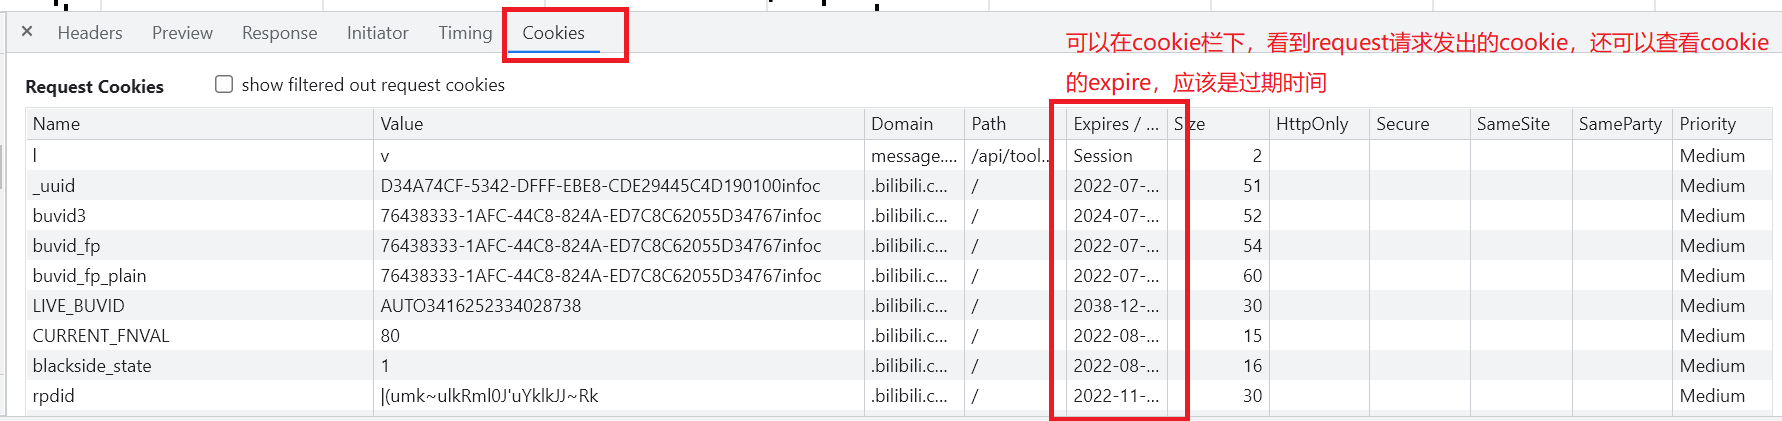 × Headers Preview Response Initiator Timing Cookies
可以在cookie栏下，看到request请求发出的cookie，还可以查看cookie
的expire，应该是过期时间
Request Cookies show filtered out request cookies
Name Value Domain Path Expires / ... Size HttpOnly Secure SameSite SameParty Priority
l v message.... /api/tool... Session 2 Medium
_uuid D34A74CF-5342-DFFF-EBE8-CDE29445C4D190100infoc .bilibili.c... / 2022-07-... 51 Medium
buvid3 76438333-1AFC-44C8-824A-ED7C8C62055D34767infoc .bilibili.c... / 2024-07-... 52 Medium
buvid_fp 76438333-1AFC-44C8-824A-ED7C8C62055D34767infoc .bilibili.c... / 2022-07-... 54 Medium
buvid_fp_plain 76438333-1AFC-44C8-824A-ED7C8C62055D34767infoc .bilibili.c... / 2022-07-... 60 Medium
LIVE_BUVID AUTO3416252334028738 .bilibili.c... / 2038-12-... 30 Medium
CURRENT_FNVAL 80 .bilibili.c... / 2022-08-... 15 Medium
blackside_state 1 .bilibili.c... / 2022-08-... 16 Medium
rpdid |(umk~ulkRml0J'uYklkJJ~Rk .bilibili.c... / 2022-11-... 30 Medium